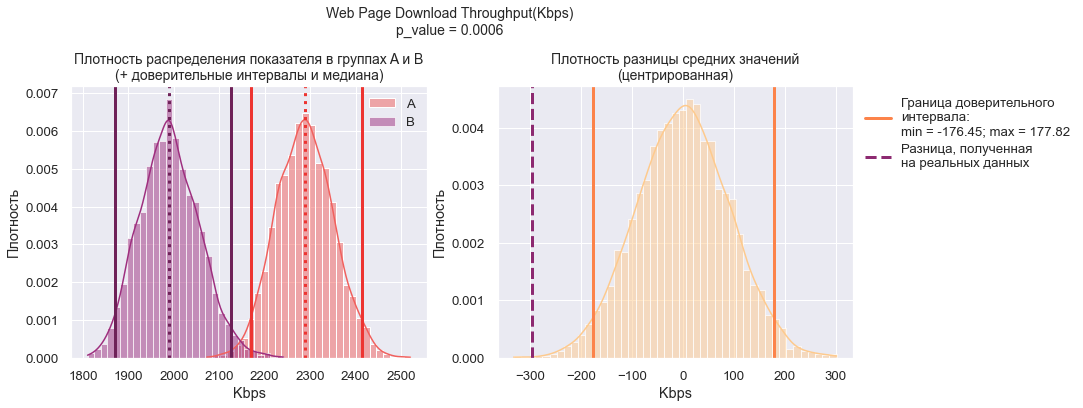 Web Page Download Throughput(Kbps)
p_value = 0.0006
Плотность распределения показателя в группах A и B
(+ доверительные интервалы и медиана)
Плотность
0.007
0.006
0.005
0.004
0.003
0.002
0.001
0.000
A
B
1800 1900 2000 2100 2200 2300 2400 2500
Kbps
Плотность разницы средних значений
(центрированная)
Плотность
0.004
0.003
0.002
0.001
0.000
−300 −200 −100 0 100 200 300
Kbps
Граница доверительного
интервала:
min = -176.45; max = 177.82
Разница, полученная
на реальных данных